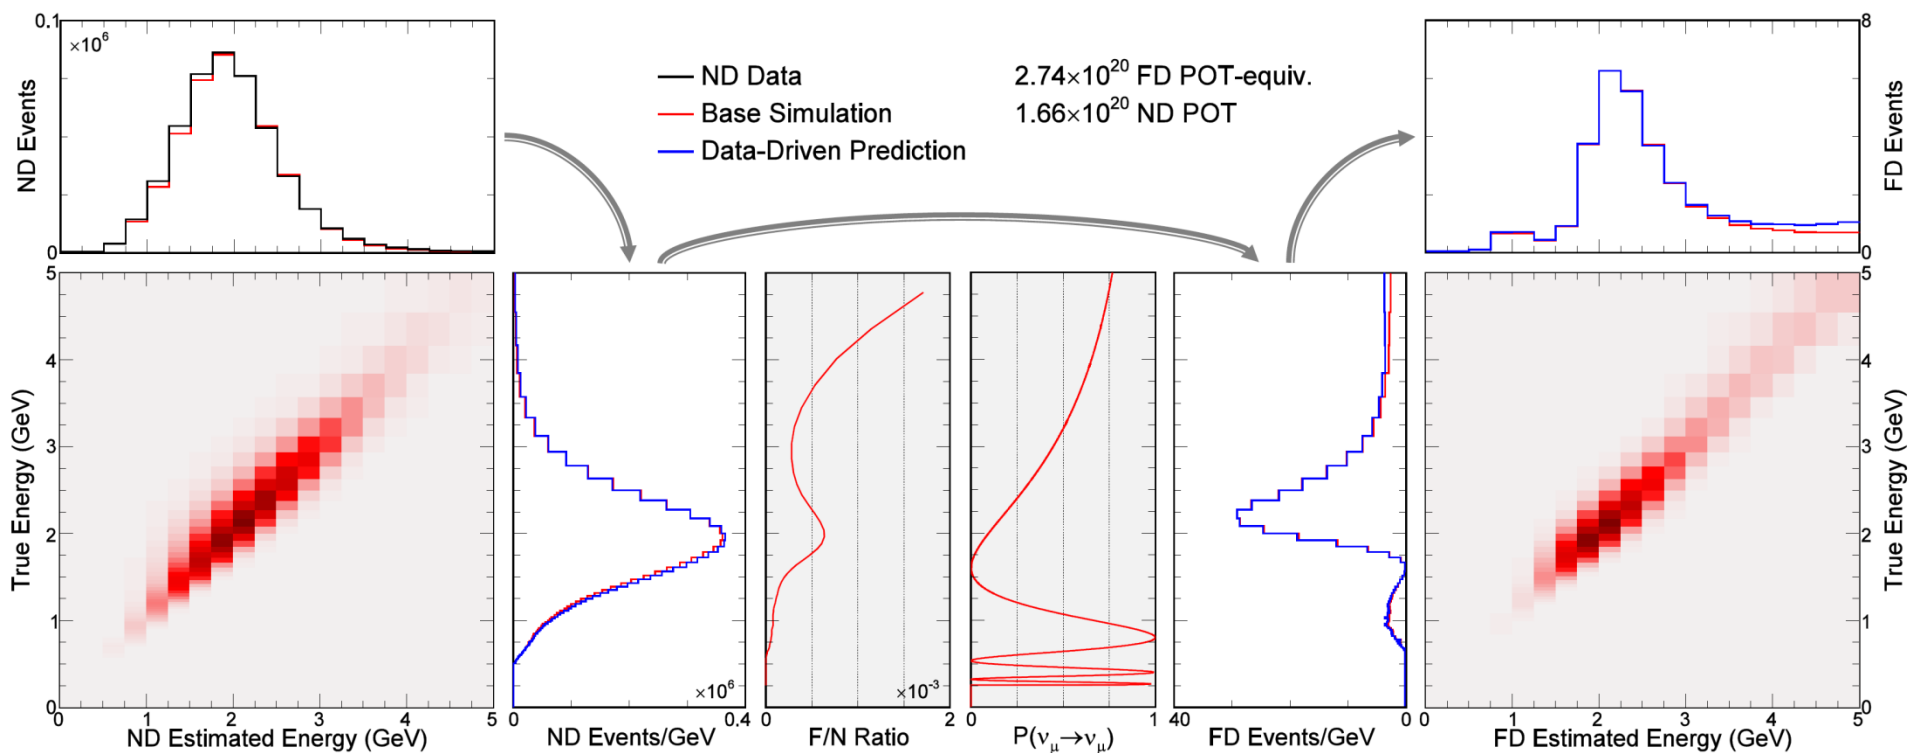 0.1
×10⁶
ND Events
0
ND Data
2.74×10²⁰ FD POT-equiv.
Base Simulation
1.66×10²⁰ ND POT
Data-Driven Prediction
8
4
0
FD Events
True Energy (GeV)
5
4
3
2
1
0
0 1 2 3 4 5
ND Estimated Energy (GeV)
×10⁶
0 0.4
ND Events/GeV
×10⁻³
0 2
F/N Ratio
0 1
P(νμ→νμ)
40 0
FD Events/GeV
5
4
3
2
1
0
True Energy (GeV)
1 2 3 4 5
FD Estimated Energy (GeV)